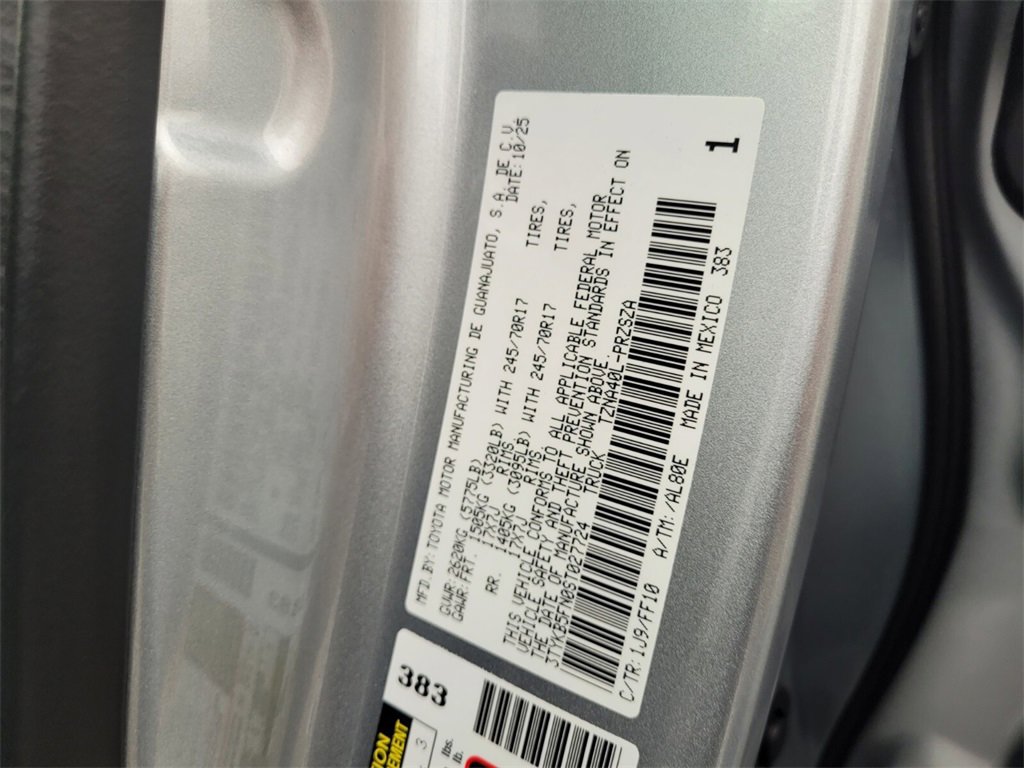 MFD.BY:TOYOTA MOTOR MANUFACTURING DE GUANAJUATO, S.A. DE C.V.
DATE:10/25
GVWR:2620KG (5775LB)
GAWR:FRT 1505KG (3320LB) WITH 245/70R17 TIRES,
17X7J RIMS
RR. 1405KG (3095LB) WITH 245/70R17 TIRES,
17X7J RIMS
THIS VEHICLE CONFORMS TO ALL APPLICABLE FEDERAL MOTOR
VEHICLE SAFETY AND THEFT PREVENTION STANDARDS IN EFFECT ON
THE DATE OF MANUFACTURE SHOWN ABOVE.
3TYKB5FN0ST027724 TRUCK TZNA40L-PRZSZA
C/TR:1J9/FF10 A/TM:/AL80E MADE IN MEXICO 383
1
383
3
lbs.
lb.